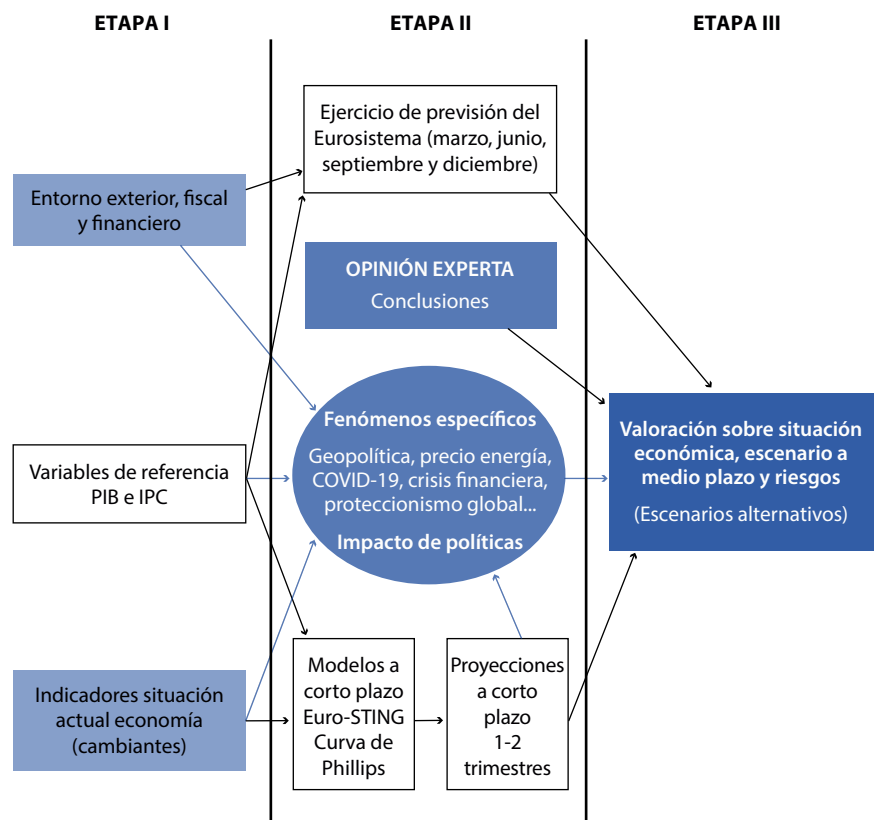 ETAPA I
ETAPA II
ETAPA III
Ejercicio de previsión del
Eurosistema (marzo, junio,
septiembre y diciembre)
Entorno exterior, fiscal
y financiero
OPINIÓN EXPERTA
Conclusiones
Fenómenos específicos
Geopolítica, precio energía,
COVID-19, crisis financiera,
proteccionismo global...
Impacto de políticas
Valoración sobre situación
económica, escenario a
medio plazo y riesgos
(Escenarios alternativos)
Variables de referencia
PIB e IPC
Indicadores situación
actual economía
(cambiantes)
Modelos a
corto plazo
Euro-STING
Curva de
Phillips
Proyecciones
a corto
plazo
1-2
trimestres